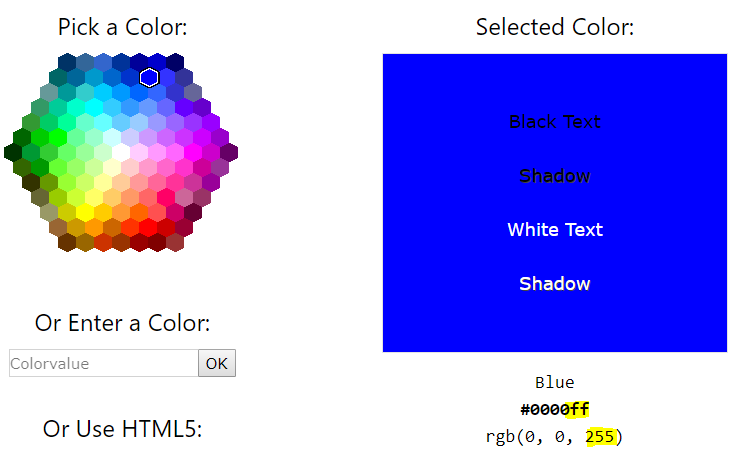 Pick a Color:
Or Enter a Color:
Colorvalue OK
Or Use HTML5:
Selected Color:
Black Text
Shadow
White Text
Shadow
Blue
#0000ff
rgb(0, 0, 255)